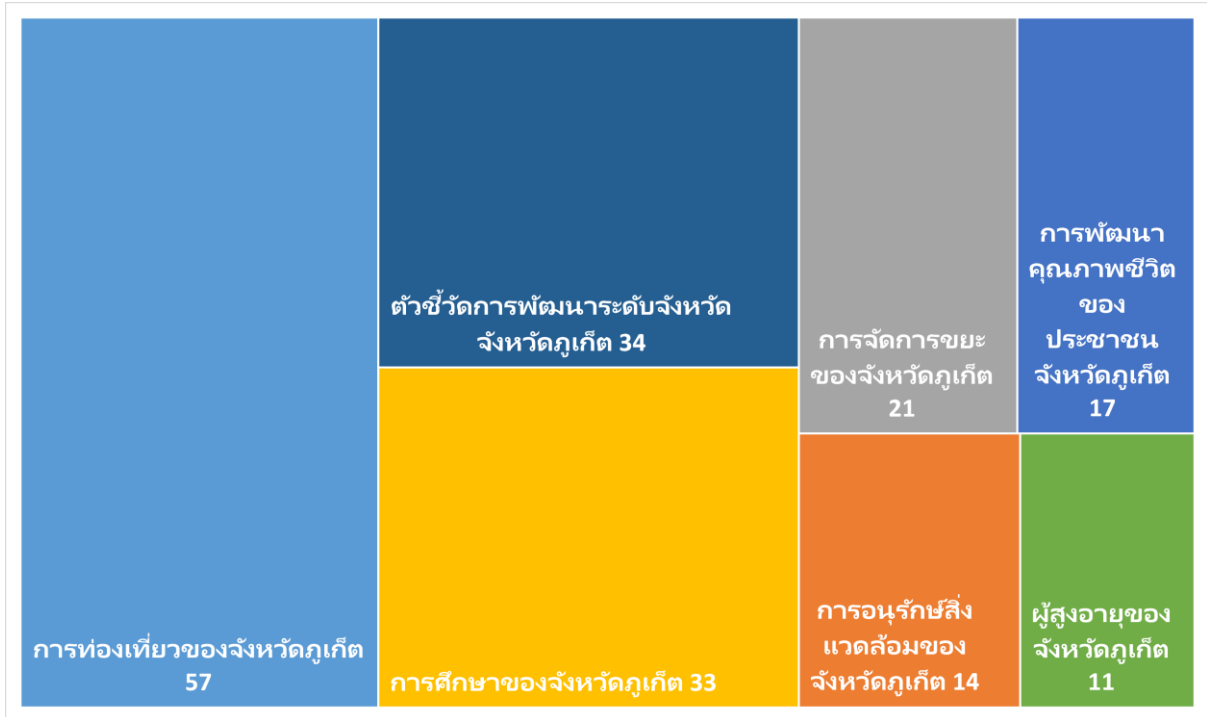 การท่องเที่ยวของจังหวัดภูเก็ต
57
ตัวชี้วัดการพัฒนาระดับจังหวัด
จังหวัดภูเก็ต 34
การศึกษาของจังหวัดภูเก็ต 33
การจัดการขยะ
ของจังหวัดภูเก็ต
21
การพัฒนา
คุณภาพชีวิต
ของ
ประชาชน
จังหวัดภูเก็ต
17
การอนุรักษ์สิ่ง
แวดล้อมของ
จังหวัดภูเก็ต 14
ผู้สูงอายุของ
จังหวัดภูเก็ต
11